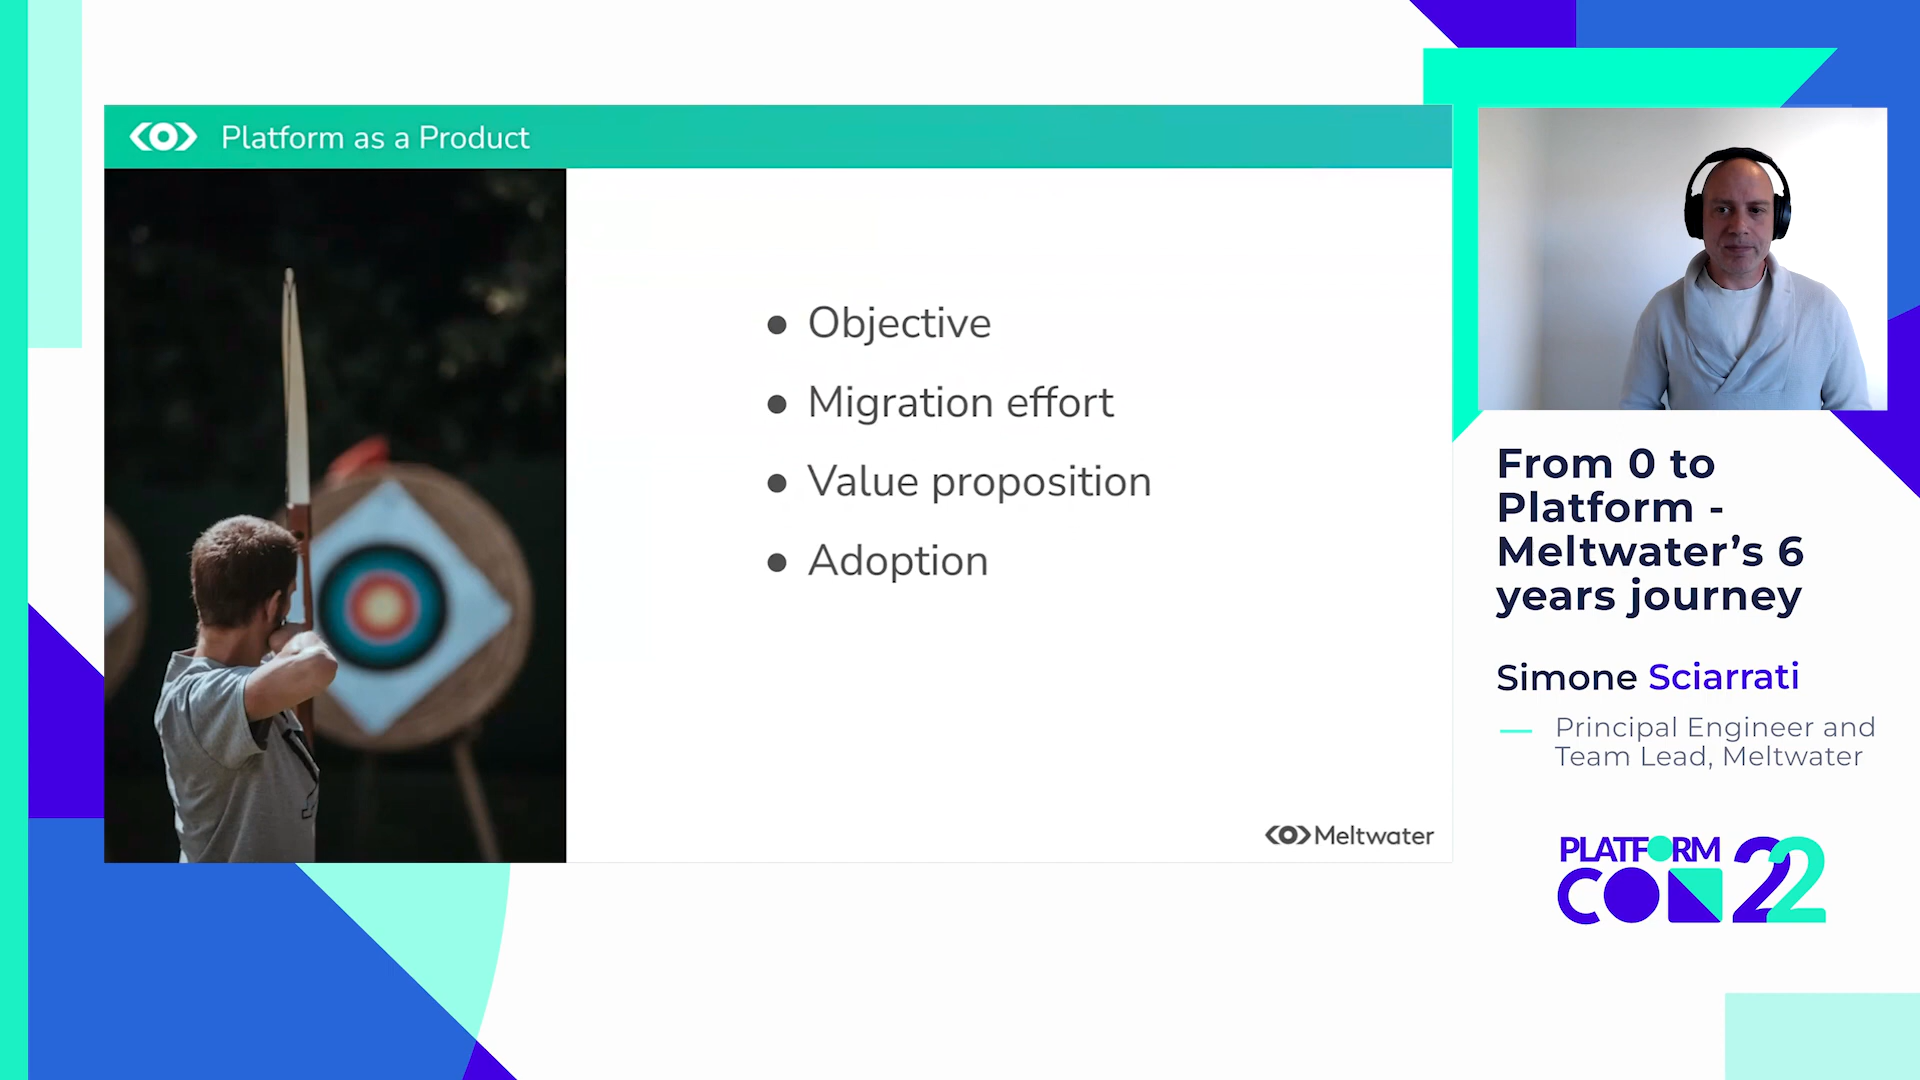 Platform as a Product
● Objective
● Migration effort
● Value proposition
● Adoption
Meltwater
From 0 to
Platform -
Meltwater’s 6
years journey
Simone Sciarrati
Principal Engineer and
Team Lead, Meltwater
PLATFORM
CON 22